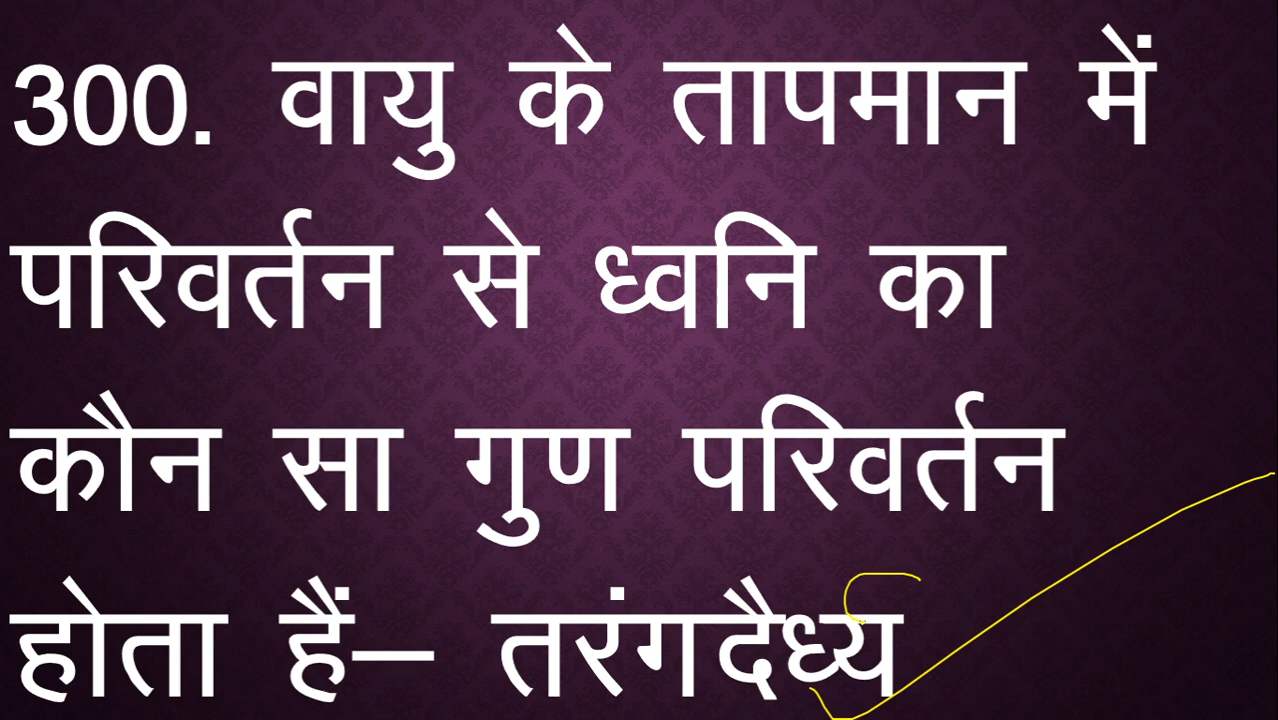 300. वायु के तापमान में
परिवर्तन से ध्वनि का
कौन सा गुण परिवर्तन
होता हैं– तरंगदैध्य